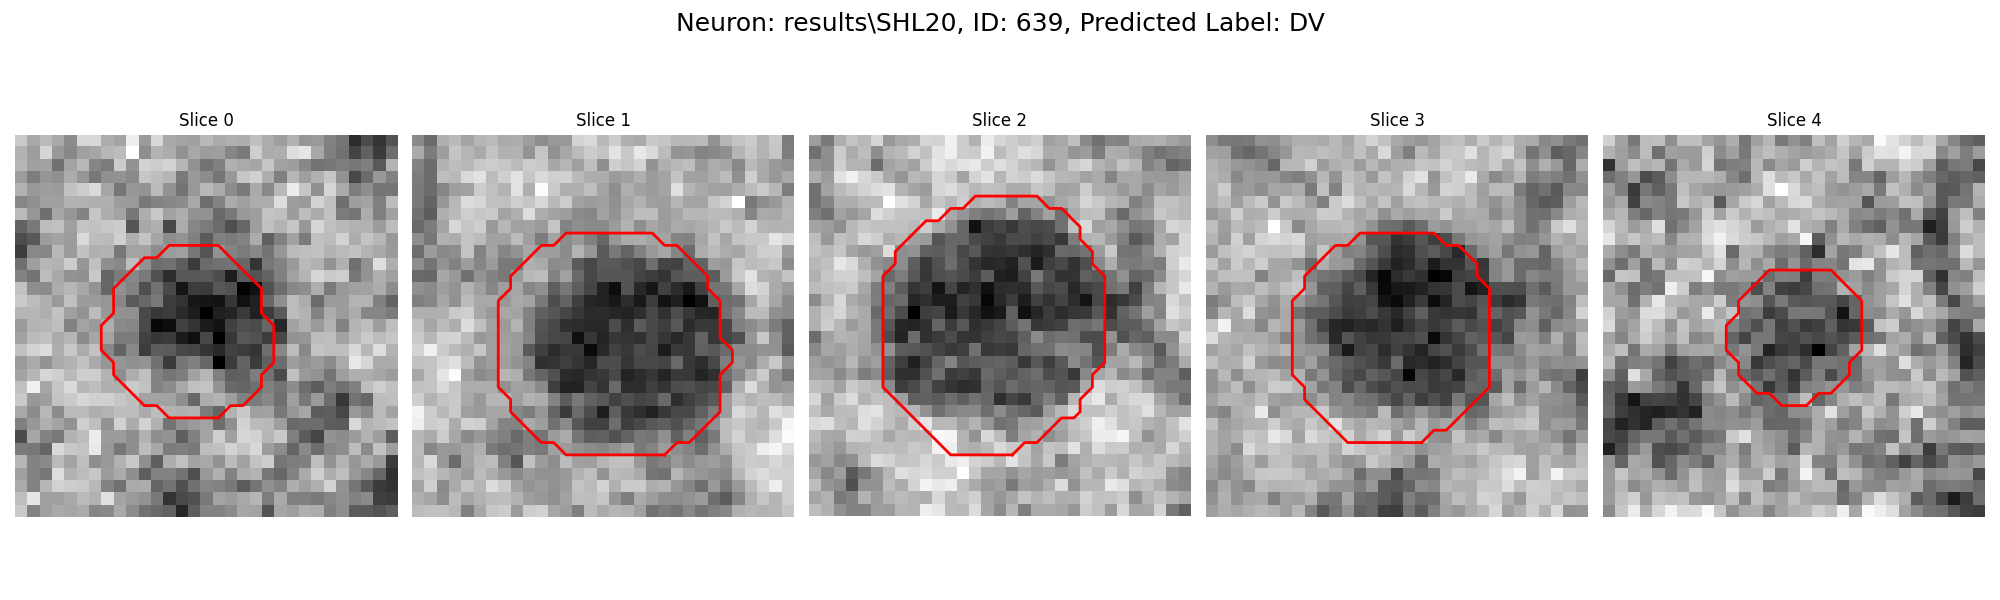 Neuron: results\SHL20, ID: 639, Predicted Label: DV
Slice 0
Slice 1
Slice 2
Slice 3
Slice 4